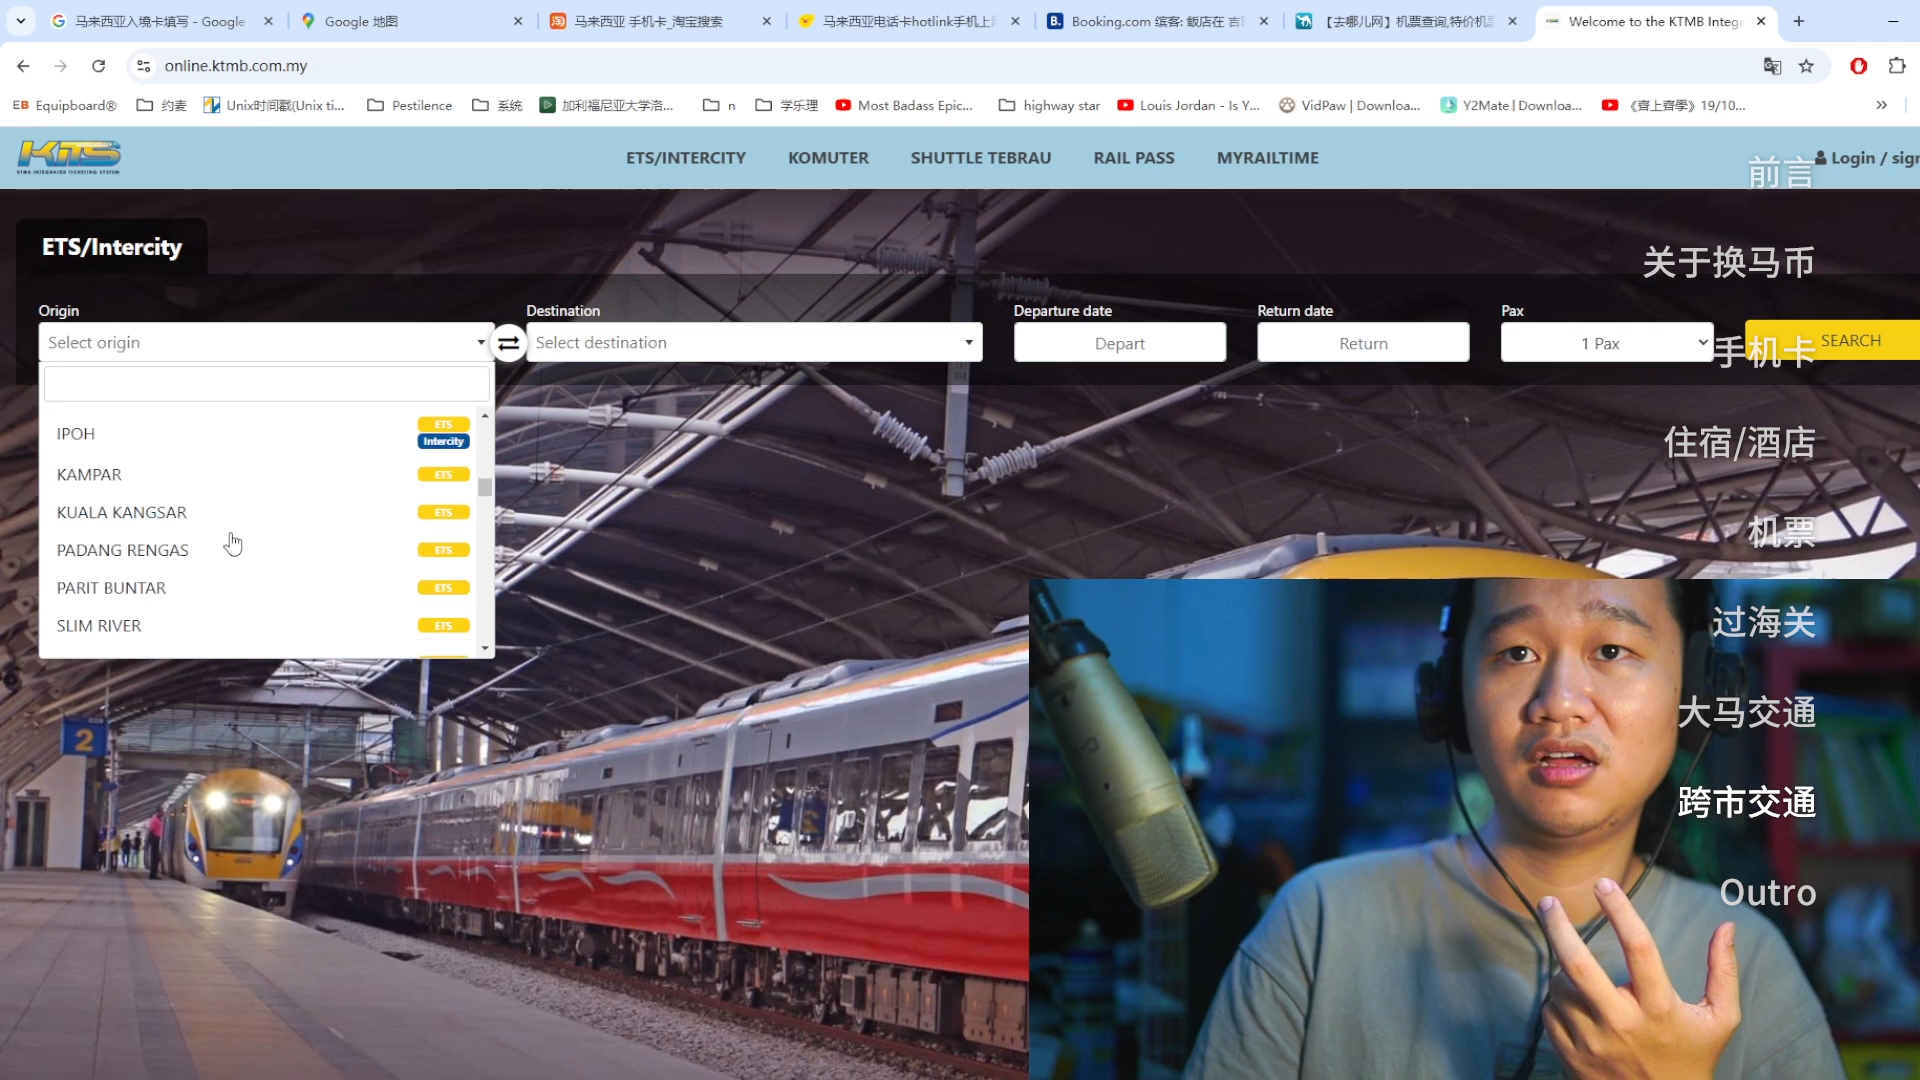 马来西亚入境卡填写 - Google
Google 地图
马来西亚 手机卡_淘宝搜索
马来西亚电话卡hotlink手机上
Booking.com 缤客: 飯店在 吉
【去哪儿网】机票查询,特价机
Welcome to the KTMB Integ
online.ktmb.com.my
EB Equipboard®
约麦
Unix时间戳(Unix ti...
Pestilence
系统
加利福尼亚大学洛...
n
学乐理
Most Badass Epic...
highway star
Louis Jordan - Is Y...
VidPaw | Downloa...
Y2Mate | Downloa...
《齊上齊學》19/10...
KITS
KTMB INTEGRATED TICKETING SYSTEM
ETS/INTERCITY
KOMUTER
SHUTTLE TEBRAU
RAIL PASS
MYRAILTIME
Login / sign
前言
ETS/Intercity
关于换马币
Origin
Destination
Departure date
Return date
Pax
Select origin
Select destination
Depart
Return
1 Pax
SEARCH
手机卡
IPOH
ETS
Intercity
KAMPAR
ETS
KUALA KANGSAR
ETS
PADANG RENGAS
ETS
PARIT BUNTAR
ETS
SLIM RIVER
ETS
住宿/酒店
机票
过海关
大马交通
跨市交通
Outro
2